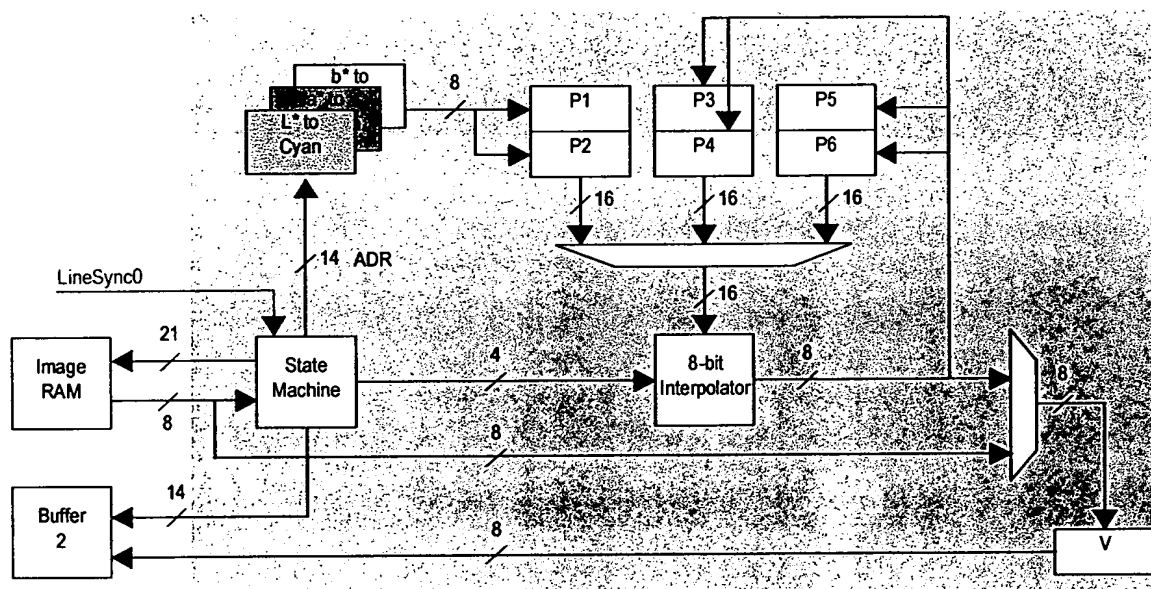 b* to
8
to
L* to
Cyan
P1
P2
P3
P4
P5
P6
16
16
16
14 ADR
LineSync0
16
21
Image
RAM
8
State
Machine
4
8-bit
Interpolator
8
8
8
14
Buffer
2
8
V